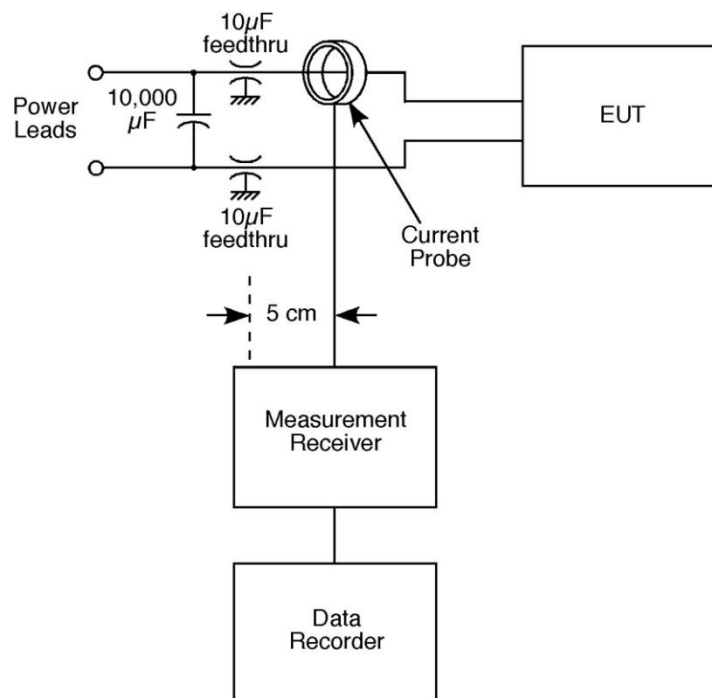 10μF
feedthru
Power
Leads
10,000
μF
EUT
10μF
feedthru
Current
Probe
5 cm
Measurement
Receiver
Data
Recorder